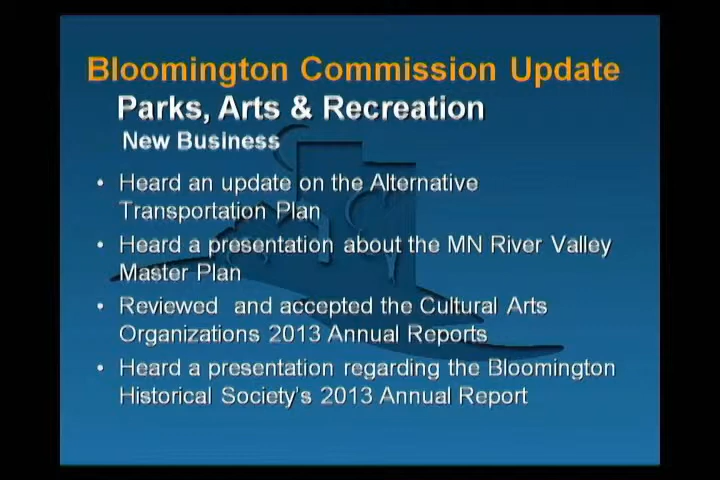 Bloomington Commission Update
Parks, Arts & Recreation
New Business
• Heard an update on the Alternative
Transportation Plan
• Heard a presentation about the MN River Valley
Master Plan
• Reviewed and accepted the Cultural Arts
Organizations 2013 Annual Reports
• Heard a presentation regarding the Bloomington
Historical Society's 2013 Annual Report